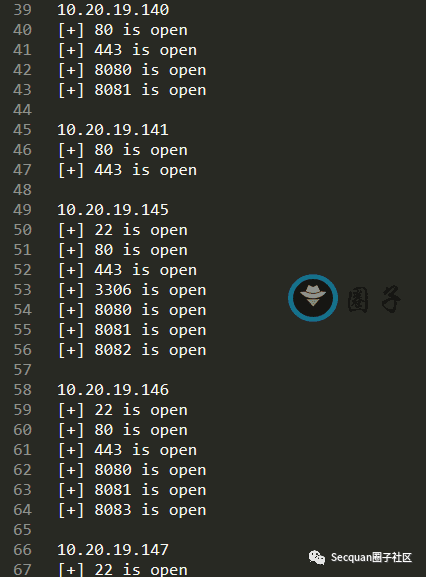 39 10.20.19.140
40 [+] 80 is open
41 [+] 443 is open
42 [+] 8080 is open
43 [+] 8081 is open
44
45 10.20.19.141
46 [+] 80 is open
47 [+] 443 is open
48
49 10.20.19.145
50 [+] 22 is open
51 [+] 80 is open
52 [+] 443 is open
53 [+] 3306 is open
54 [+] 8080 is open
55 [+] 8081 is open
56 [+] 8082 is open
57
58 10.20.19.146
59 [+] 22 is open
60 [+] 80 is open
61 [+] 443 is open
62 [+] 8080 is open
63 [+] 8081 is open
64 [+] 8083 is open
65
66 10.20.19.147
67 [+] 22 is open
圈子
Secquan圈子社区